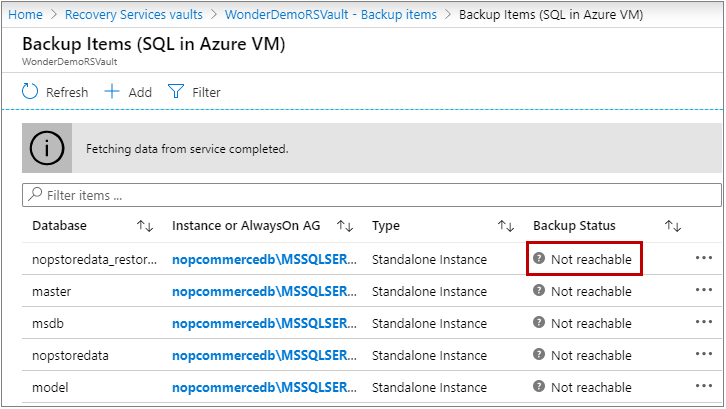 Home > Recovery Services vaults > WonderDemoRSVault - Backup items > Backup Items (SQL in Azure VM)
Backup Items (SQL in Azure VM)
WonderDemoRSVault
Refresh Add Filter
Fetching data from service completed.
Filter items ...
Database Instance or AlwaysOn AG Type Backup Status
nopstoredata_restor... nopcommercedb\MSSQLSER... Standalone Instance Not reachable
master nopcommercedb\MSSQLSER... Standalone Instance Not reachable
msdb nopcommercedb\MSSQLSER... Standalone Instance Not reachable
nopstoredata nopcommercedb\MSSQLSER... Standalone Instance Not reachable
model nopcommercedb\MSSQLSER... Standalone Instance Not reachable